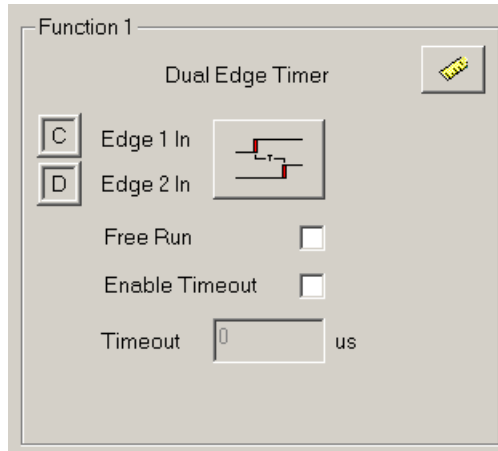 Function 1
Dual Edge Timer
C Edge 1 In
T
D Edge 2 In
Free Run
Enable Timeout
Timeout 0 us